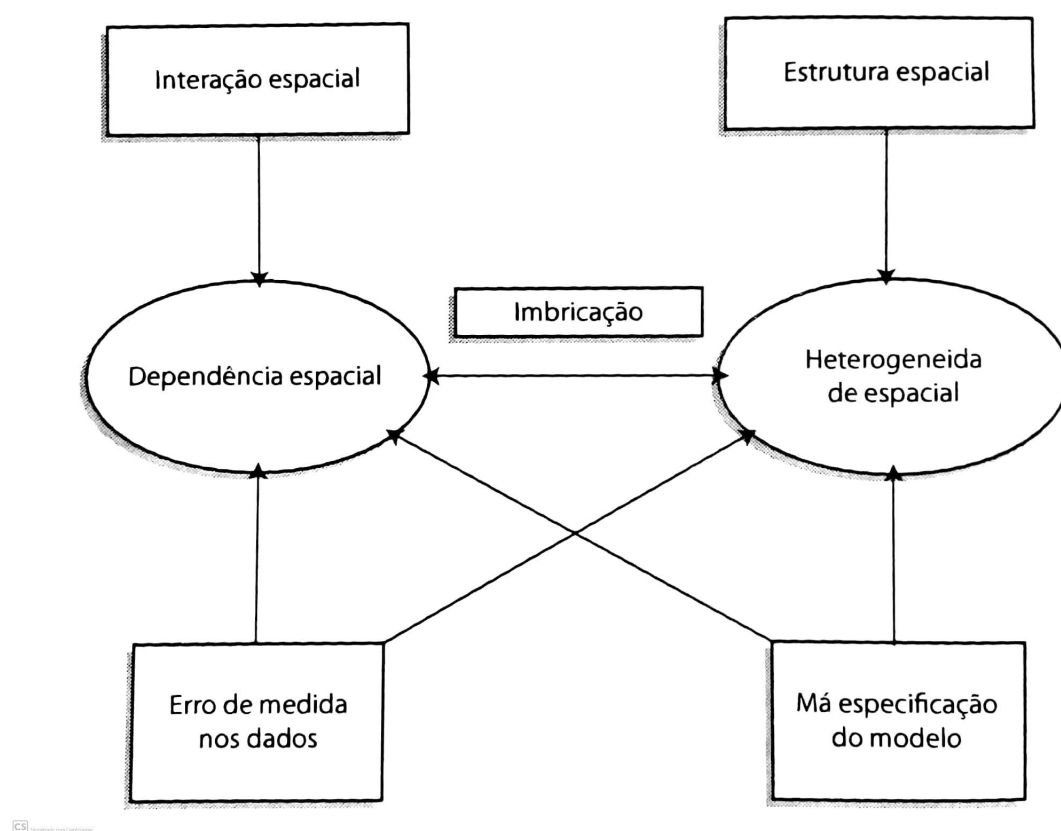 Interação espacial
Estrutura espacial
Imbricação
Dependência espacial
Heterogeneida
de espacial
Erro de medida
nos dados
Má especificação
do modelo
CS